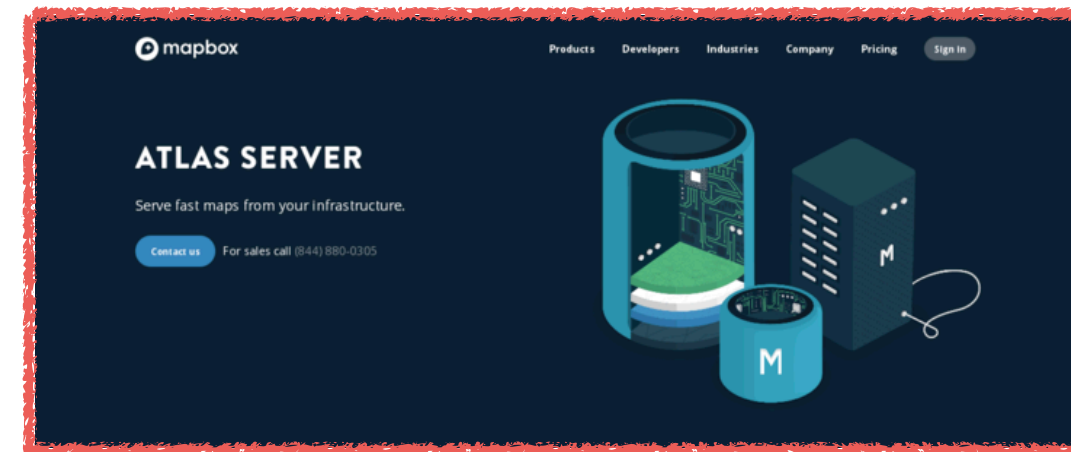 mapbox
Products Developers Industries Company Pricing Sign In
ATLAS SERVER
Serve fast maps from your infrastructure.
Contact us For sales call (844) 880-0305
M
M